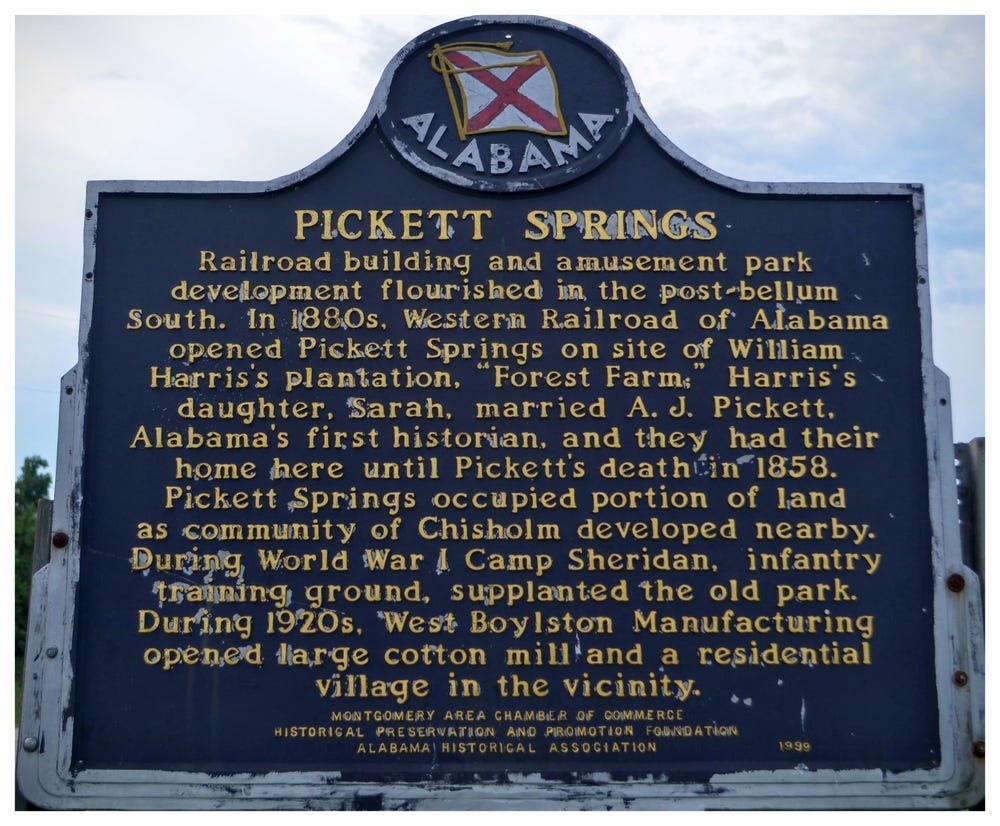 ALABAMA
PICKETT SPRINGS
Railroad building and amusement park
development flourished in the post-bellum
South. In 1880s, Western Railroad of Alabama
opened Pickett Springs on site of William
Harris's plantation, "Forest Farm;" Harris's
daughter, Sarah, married A. J. Pickett,
Alabama's first historian, and they had their
home here until Pickett's death in 1858.
Pickett Springs occupied portion of land
as community of Chisholm developed nearby.
During World War I Camp Sheridan, infantry
training ground, supplanted the old park.
During 1920s, West Boylston Manufacturing
opened large cotton mill and a residential
village in the vicinity.
MONTGOMERY AREA CHAMBER OF COMMERCE
HISTORICAL PRESERVATION AND PROMOTION FOUNDATION
ALABAMA HISTORICAL ASSOCIATION 1999